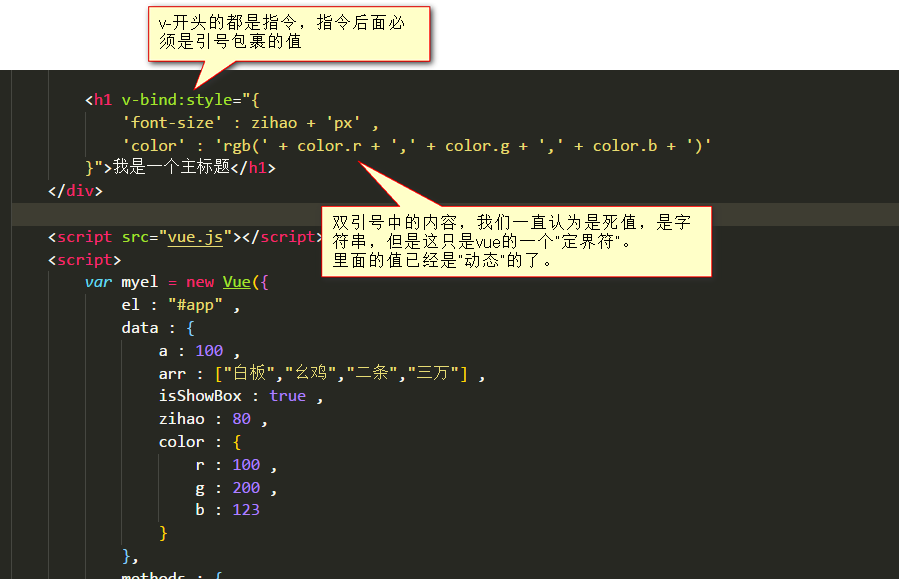 v-开头的都是指令，指令后面必
须是引号包裹的值
<h1 v-bind:style="{
'font-size' : zihao + 'px' ,
'color' : 'rgb(' + color.r + ',' + color.g + ',' + color.b + ')'
}">我是一个主标题</h1>
</div>
双引号中的内容，我们一直认为是死值，是字
符串，但是这只是vue的一个“定界符”。
里面的值已经是“动态”的了。
<script src="vue.js"></script>
<script>
var myel = new Vue({
el : "#app" ,
data : {
a : 100 ,
arr : ["白板","幺鸡","二条","三万"] ,
isShowBox : true ,
zihao : 80 ,
color : {
r : 100 ,
g : 200 ,
b : 123
}
},
methods : {